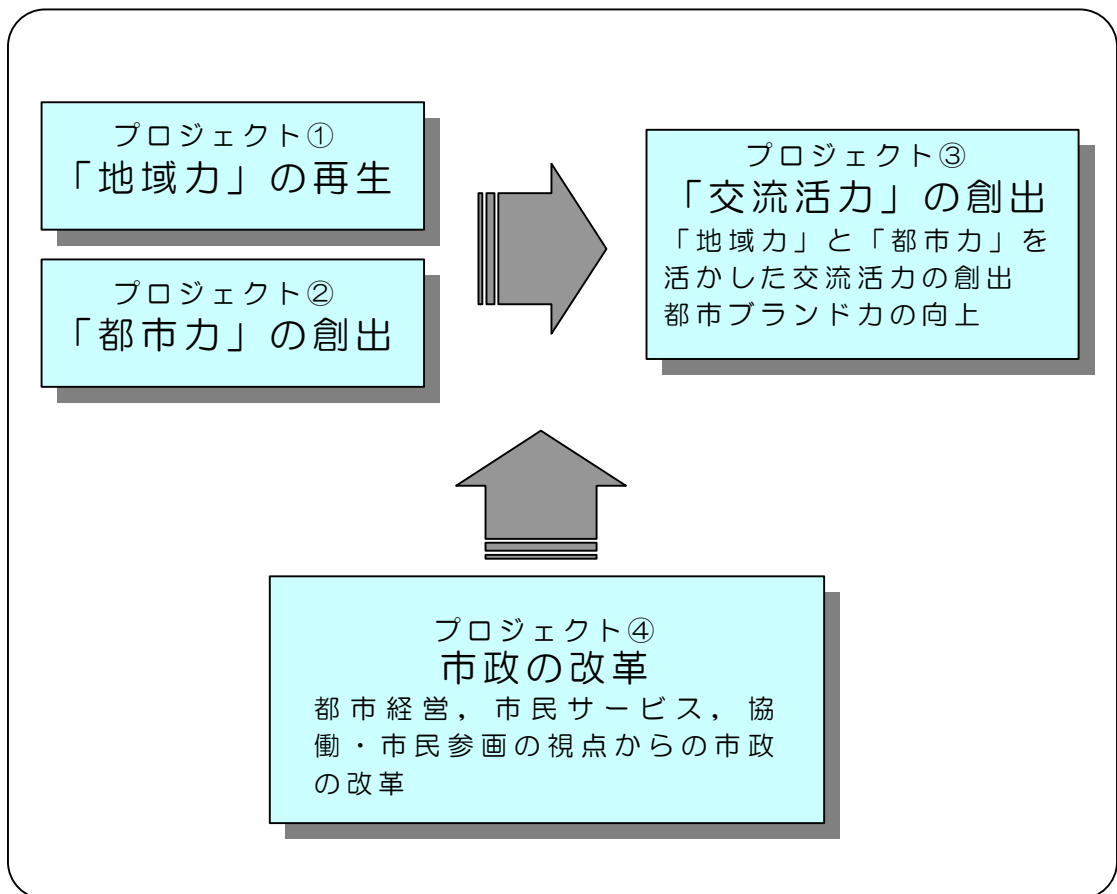 プロジェクト①
「地域力」の再生
プロジェクト②
「都市力」の創出
プロジェクト③
「交流活力」の創出
「地域力」と「都市力」を
活かした交流活力の創出
都市ブランド力の向上
プロジェクト④
市政の改革
都市経営，市民サービス，協
働・市民参画の視点からの市政
の改革